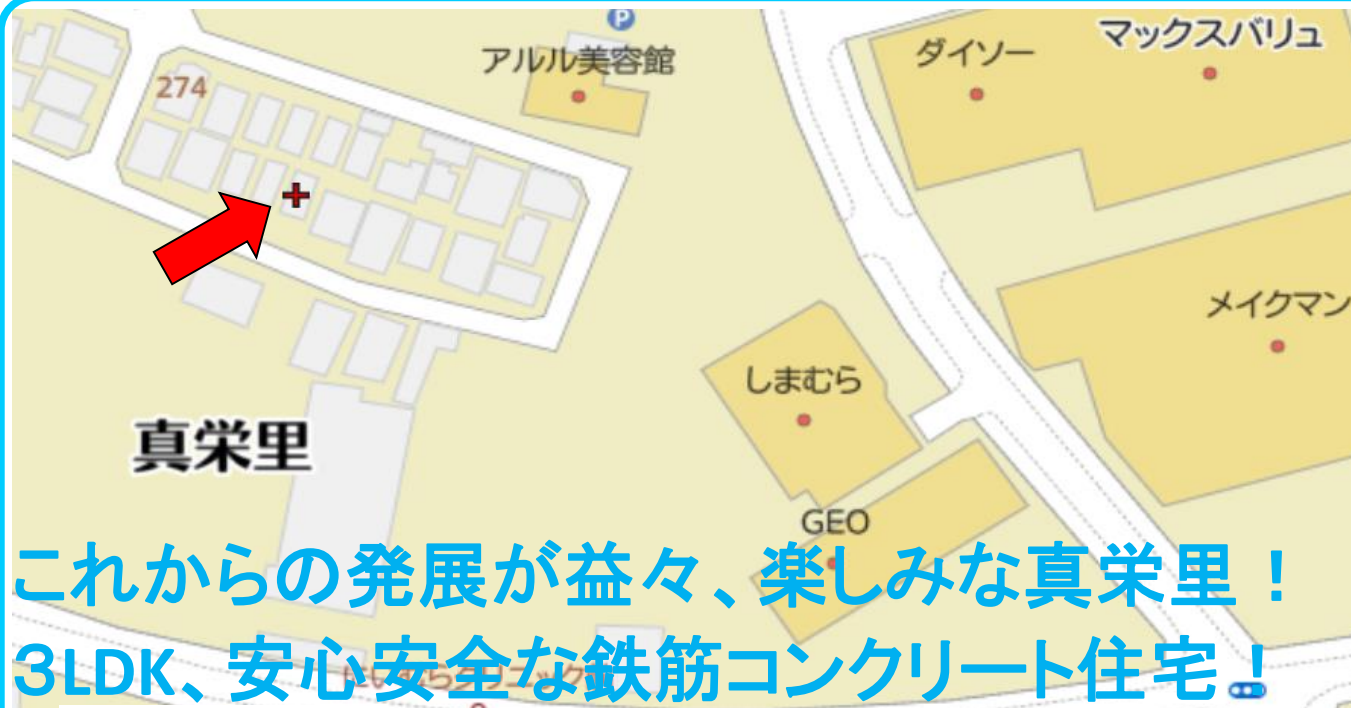 P
アルル美容館
ダイソー
マックスバリュ
274
メイクマン
しまむら
真栄里
GEO
これからの発展が益々、楽しみな真栄里！
3LDK、安心安全な鉄筋コンクリート住宅！